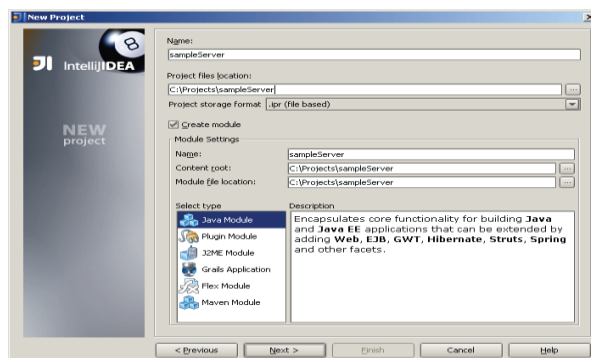 New Project
8
IntelliJIDEA
NEW
project
Name:
sampleServer
Project files location:
C:\Projects\sampleServer
...
Project storage format .ipr (file based)
Create module
Module Settings
Name: sampleServer
Content root: C:\Projects\sampleServer ...
Module file location: C:\Projects\sampleServer ...
Select type
Java Module
Plugin Module
J2ME Module
Grails Application
Flex Module
Maven Module
Description
Encapsulates core functionality for building Java
and Java EE applications that can be extended by
adding Web, EJB, GWT, Hibernate, Struts, Spring
and other facets.
< Previous Next > Finish Cancel Help